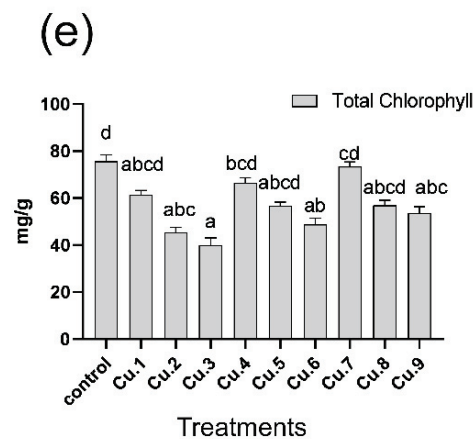 (e)
Total Chlorophyll
100
80
60
40
20
0
mg/g
d
abcd
abc
a
bcd
abcd
ab
cd
abcd
abc
control
Cu.1
Cu.2
Cu.3
Cu.4
Cu.5
Cu.6
Cu.7
Cu.8
Cu.9
Treatments